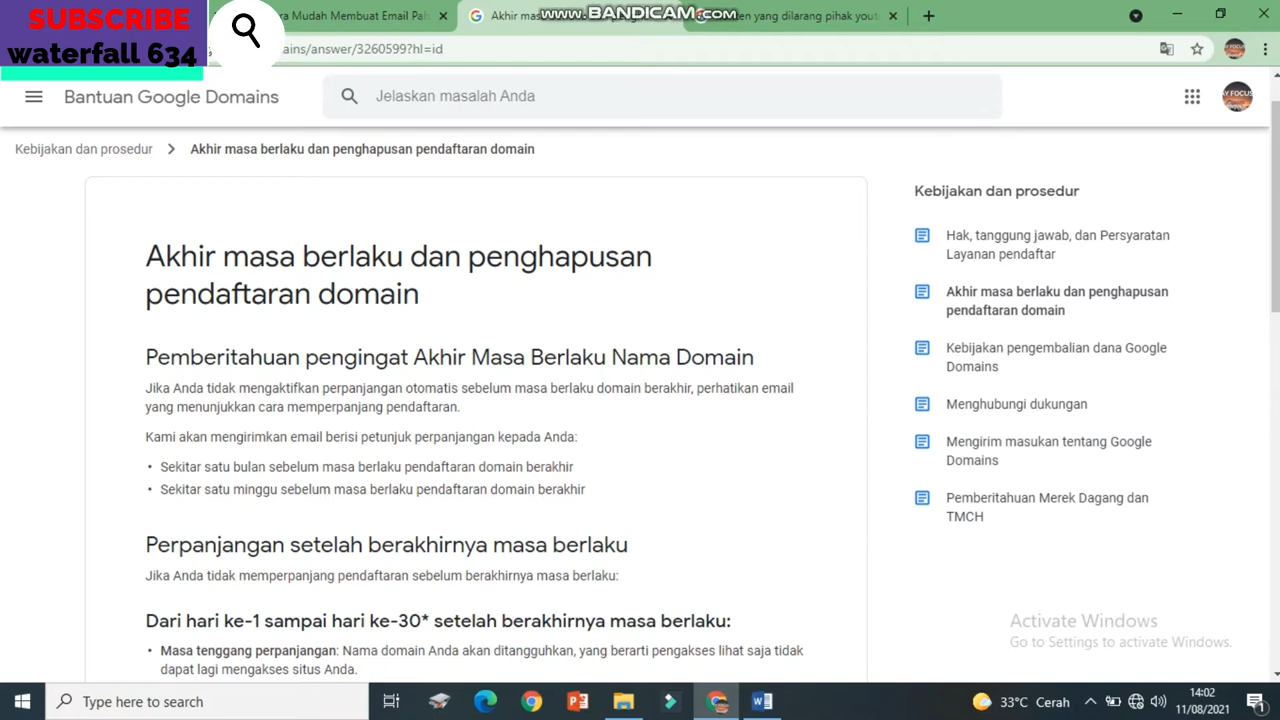 SUBSCRIBE
waterfall 634
Mudah Membuat Email Pah
www.BANDICAM.com
Akhir mas
ten yang dilarang pihak yout
ains/answer/3260599?hl=id
Bantuan Google Domains
Jelaskan masalah Anda
AY FOCUS
Kebijakan dan prosedur
Akhir masa berlaku dan penghapusan pendaftaran domain
Akhir masa berlaku dan penghapusan
pendaftaran domain
Pemberitahuan pengingat Akhir Masa Berlaku Nama Domain
Jika Anda tidak mengaktifkan perpanjangan otomatis sebelum masa berlaku domain berakhir, perhatikan email
yang menunjukkan cara memperpanjang pendaftaran.
Kami akan mengirimkan email berisi petunjuk perpanjangan kepada Anda:
• Sekitar satu bulan sebelum masa berlaku pendaftaran domain berakhir
• Sekitar satu minggu sebelum masa berlaku pendaftaran domain berakhir
Perpanjangan setelah berakhirnya masa berlaku
Jika Anda tidak memperpanjang pendaftaran sebelum berakhirnya masa berlaku:
Dari hari ke-1 sampai hari ke-30* setelah berakhirnya masa berlaku:
• Masa tenggang perpanjangan: Nama domain Anda akan ditangguhkan, yang berarti pengakses lihat saja tidak
dapat lagi mengakses situs Anda.
Kebijakan dan prosedur
Hak, tanggung jawab, dan Persyaratan
Layanan pendaftar
Akhir masa berlaku dan penghapusan
pendaftaran domain
Kebijakan pengembalian dana Google
Domains
Menghubungi dukungan
Mengirim masukan tentang Google
Domains
Pemberitahuan Merek Dagang dan
TMCH
Activate Windows
Go to Settings to activate Windows.
Type here to search
33°C Cerah
14:02
11/08/2021
1